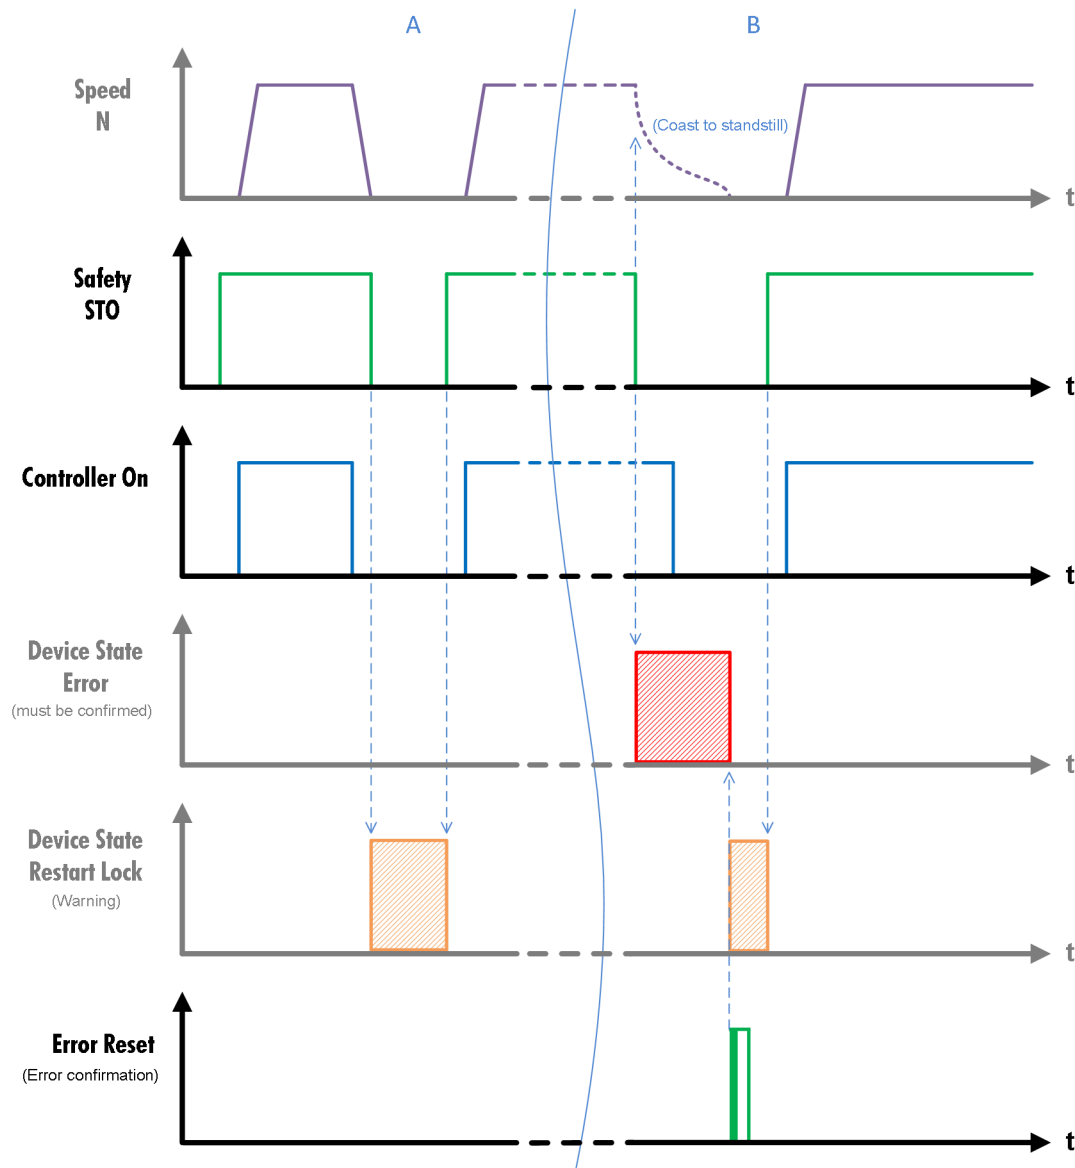 A
B
Speed
N
(Coast to standstill)
t
Safety
STO
t
Controller On
t
Device State
Error
(must be confirmed)
t
Device State
Restart Lock
(Warning)
t
Error Reset
(Error confirmation)
t